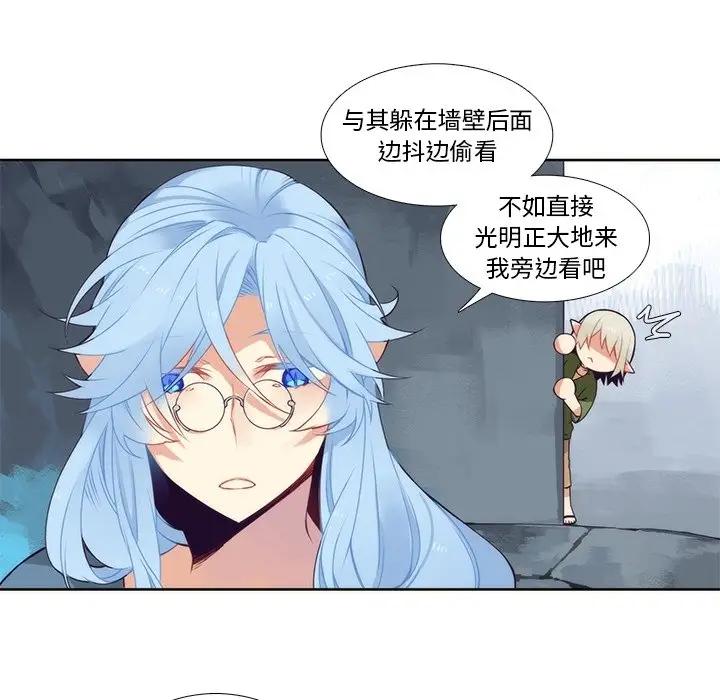 与其躲在墙壁后面
边抖边偷看
不如直接
光明正大地来
我旁边看吧